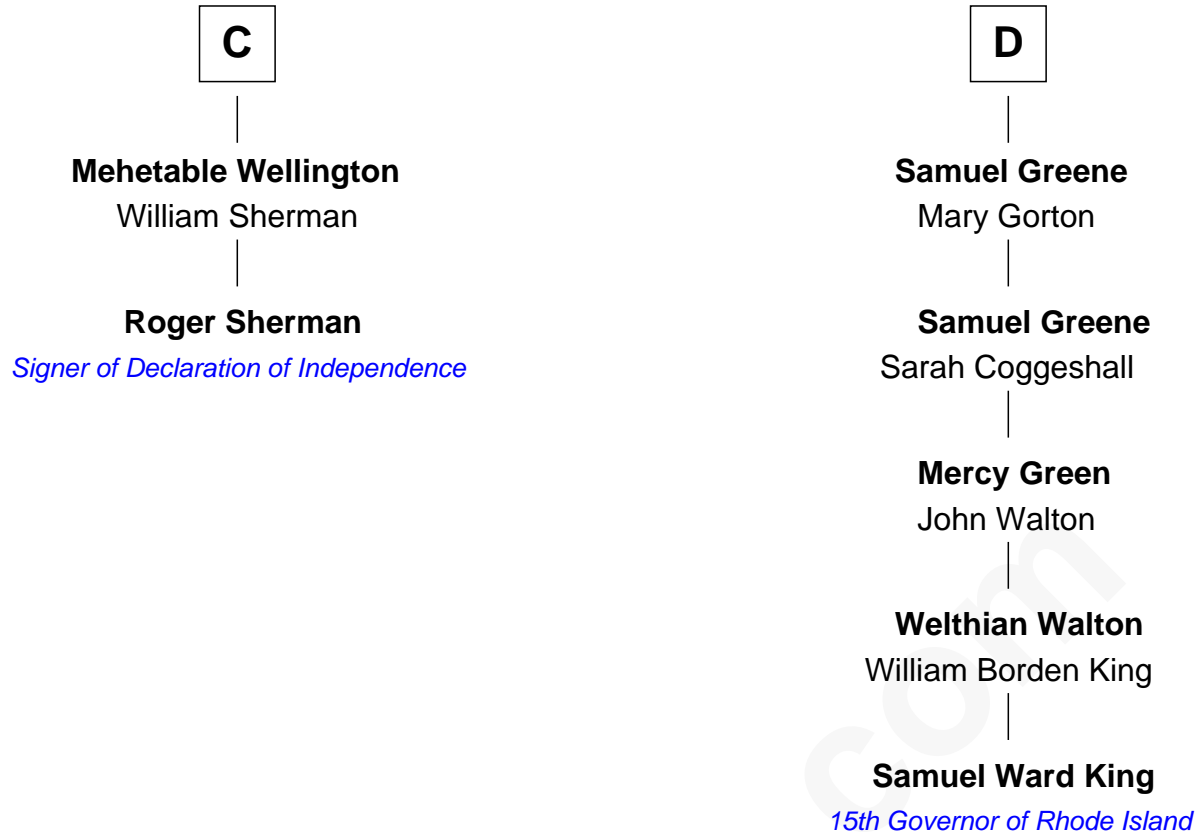 C
Mehetable Wellington
William Sherman
Roger Sherman
Signer of Declaration of Independence
D
Samuel Greene
Mary Gorton
Samuel Greene
Sarah Coggeshall
Mercy Green
John Walton
Welthian Walton
William Borden King
Samuel Ward King
15th Governor of Rhode Island
com